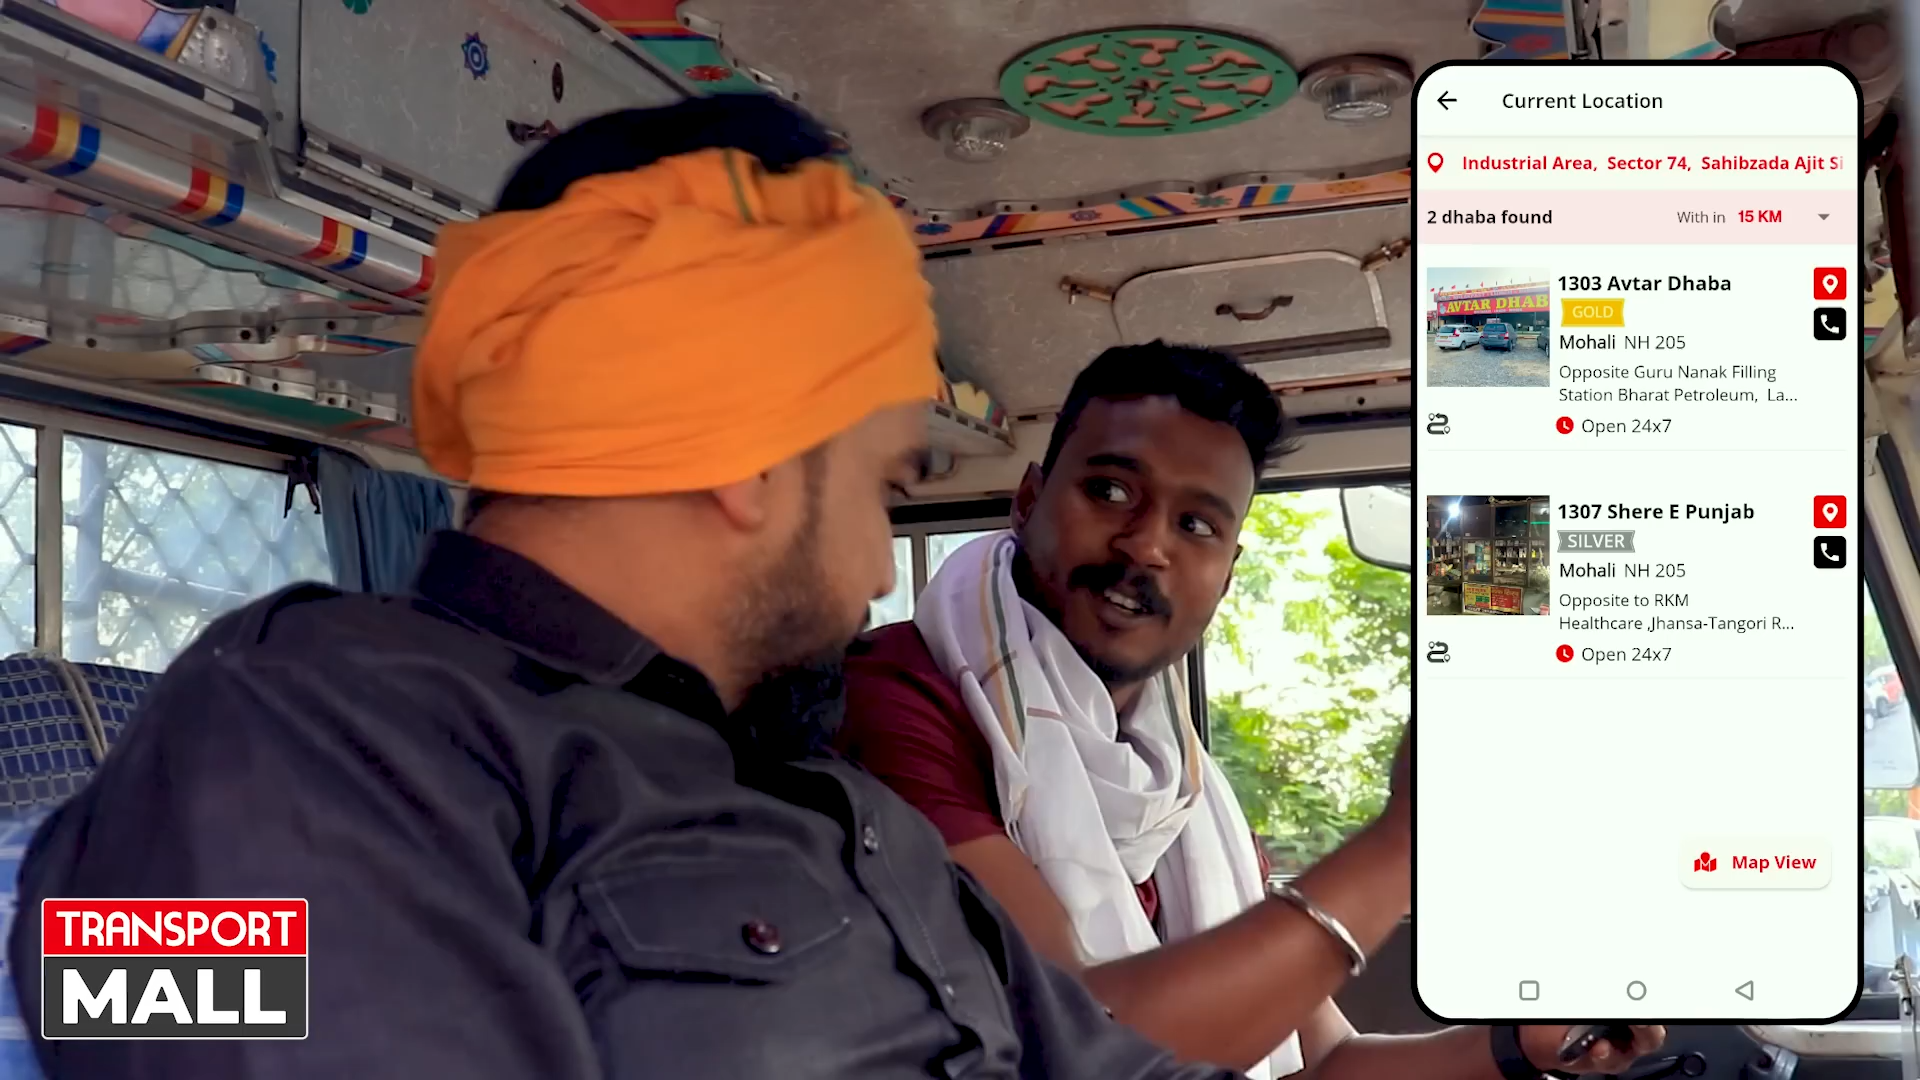 Current Location
Industrial Area, Sector 74, Sahibzada Ajit Si
2 dhaba found
With in 15 KM
AVTAR DHAB
1303 Avtar Dhaba
GOLD
Mohali NH 205
Opposite Guru Nanak Filling
Station Bharat Petroleum, La...
Open 24x7
1307 Shere E Punjab
SILVER
Mohali NH 205
Opposite to RKM
Healthcare ,Jhansa-Tangori R...
Open 24x7
Map View
TRANSPORT
MALL